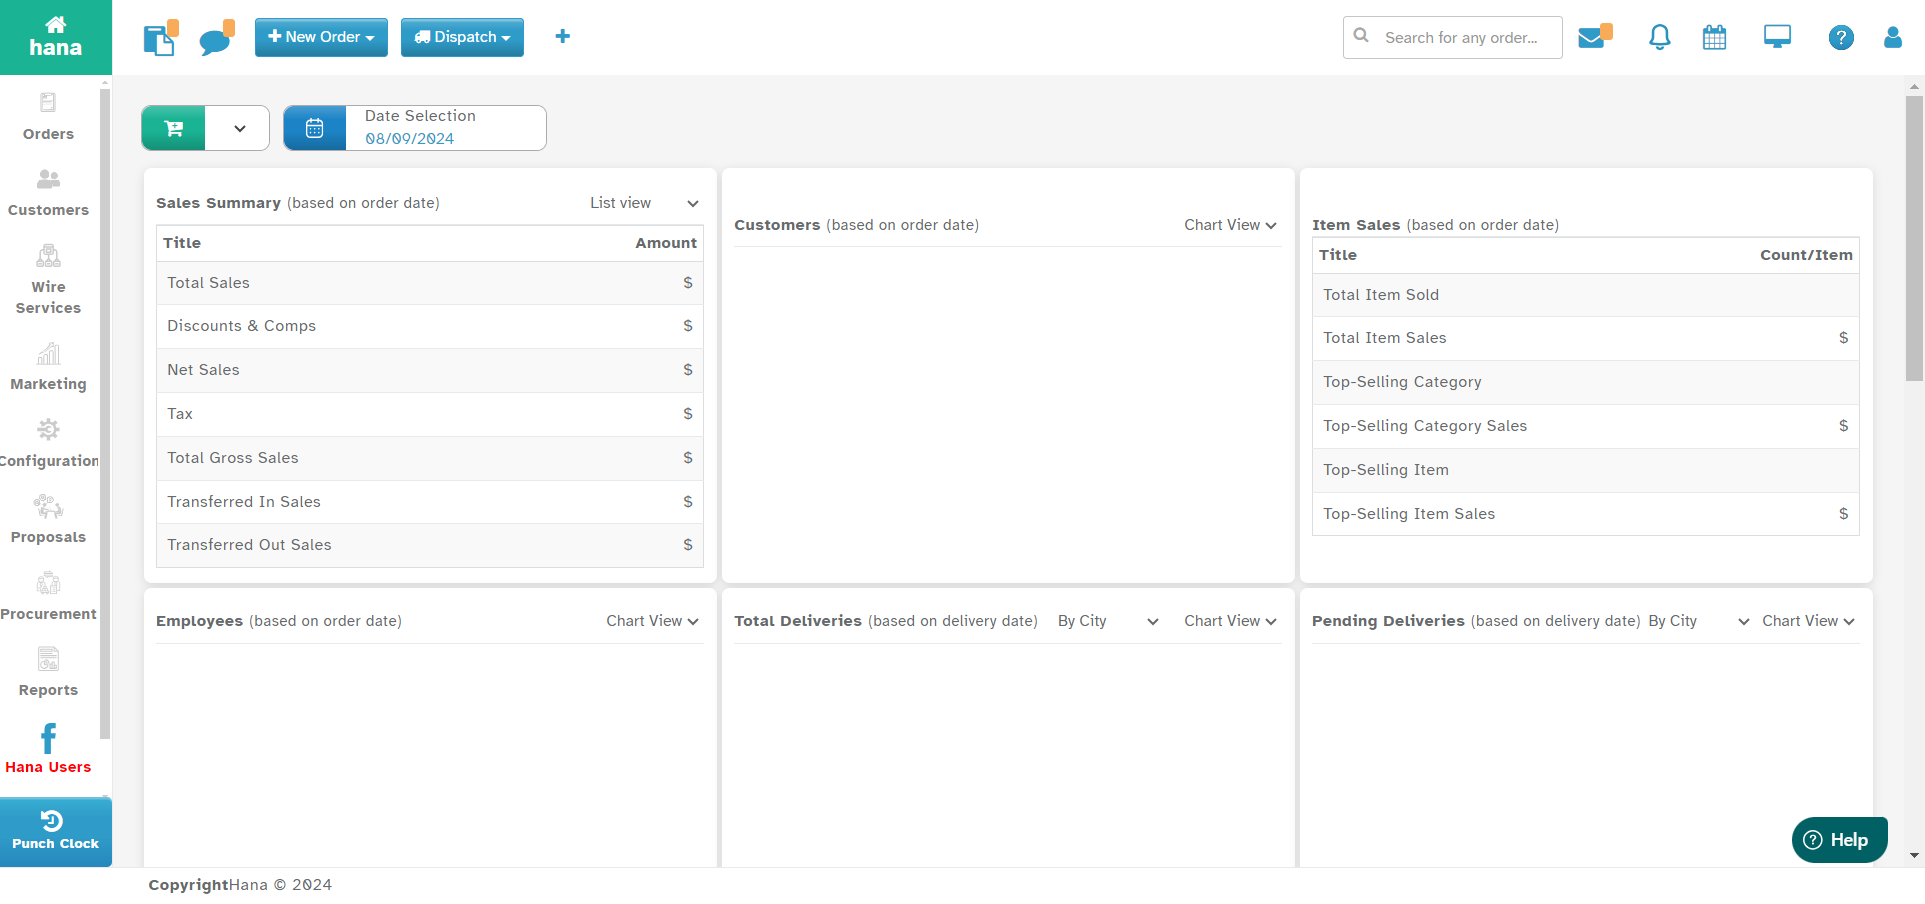 hana
New Order
Dispatch
Search for any order...
Orders
Customers
Wire
Services
Marketing
Configuration
Proposals
Procurement
Reports
Hana Users
Punch Clock
Date Selection
08/09/2024
Sales Summary (based on order date) List view
Title Amount
Total Sales $
Discounts & Comps $
Net Sales $
Tax $
Total Gross Sales $
Transferred In Sales $
Transferred Out Sales $
Customers (based on order date) Chart View
Item Sales (based on order date)
Title Count/Item
Total Item Sold
Total Item Sales $
Top-Selling Category
Top-Selling Category Sales $
Top-Selling Item
Top-Selling Item Sales $
Employees (based on order date) Chart View
Total Deliveries (based on delivery date) By City Chart View
Pending Deliveries (based on delivery date) By City Chart View
? Help
CopyrightHana © 2024